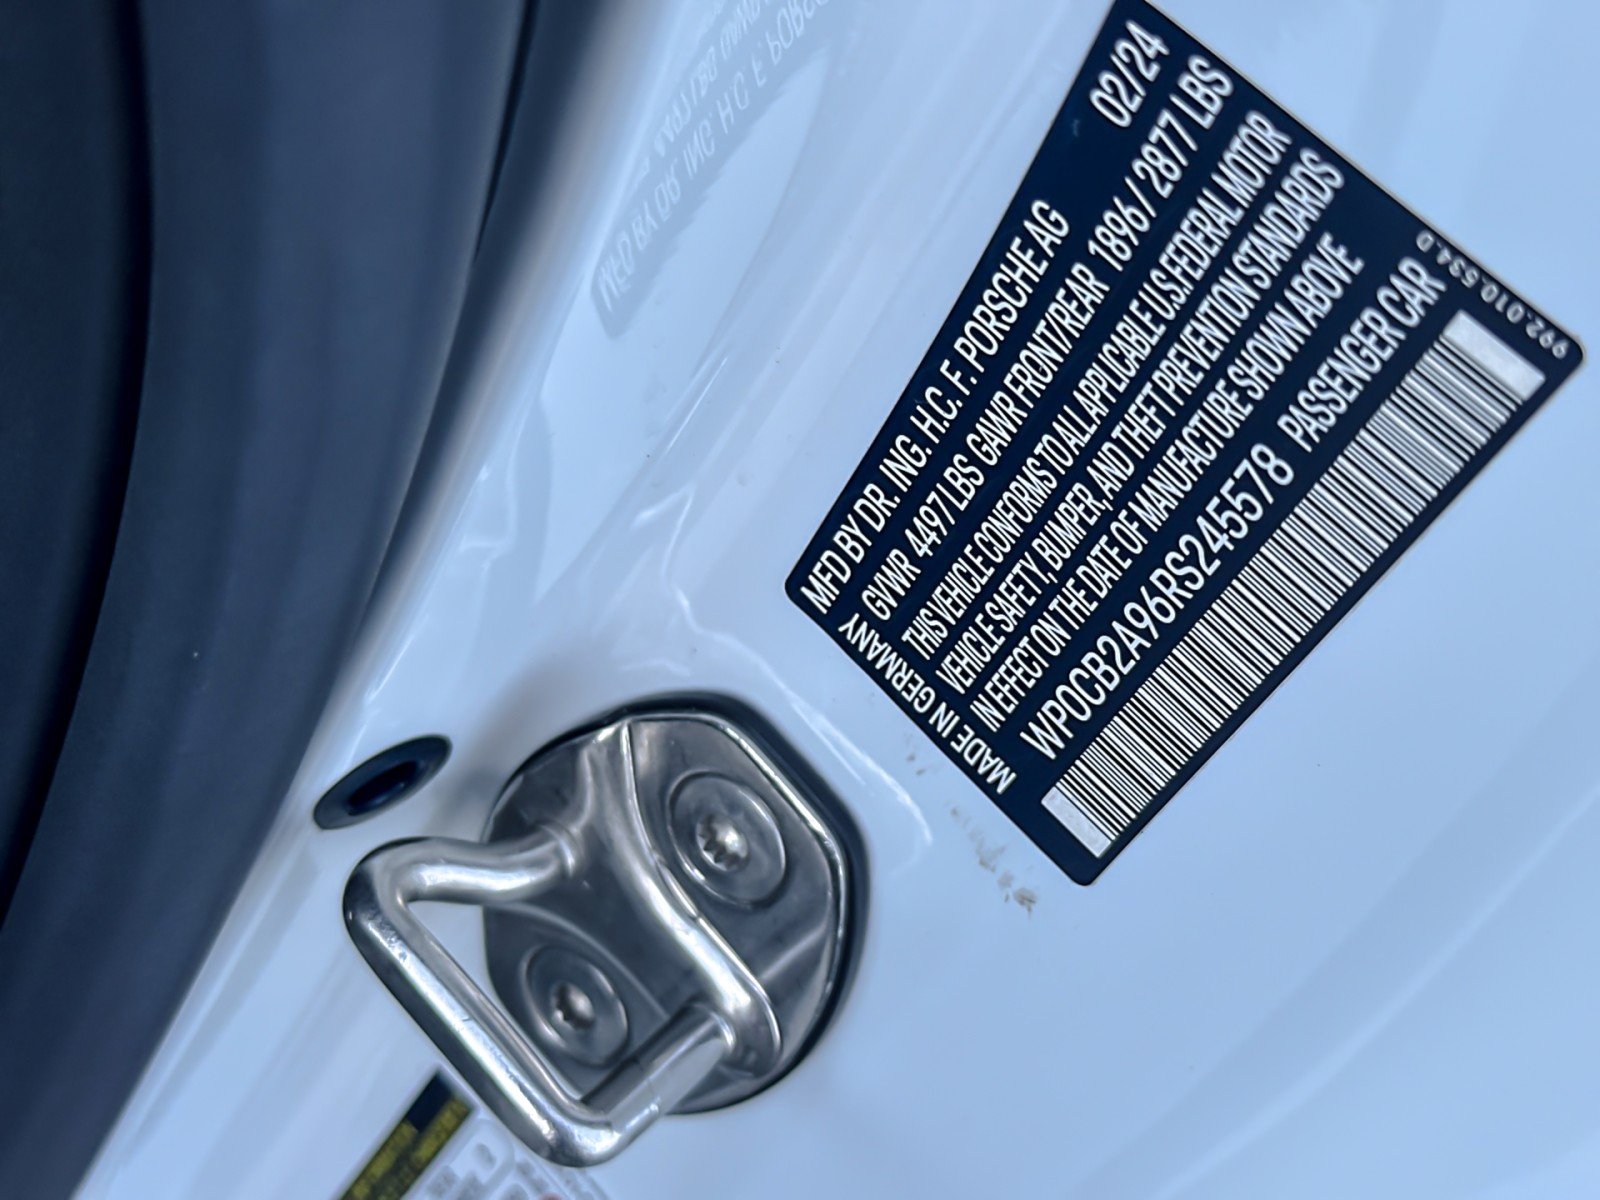 MFD BY DR. ING. H.C. F. PORSCHE AG 02/24
GVWR 4497 LBS GAWR FRONT/REAR 1896 / 2877 LBS
THIS VEHICLE CONFORMS TO ALL APPLICABLE U.S. FEDERAL MOTOR
VEHICLE SAFETY, BUMPER, AND THEFT PREVENTION STANDARDS
IN EFFECT ON THE DATE OF MANUFACTURE SHOWN ABOVE
WP0CB2A96RS245578 PASSENGER CAR
MADE IN GERMANY
992.010.534.D